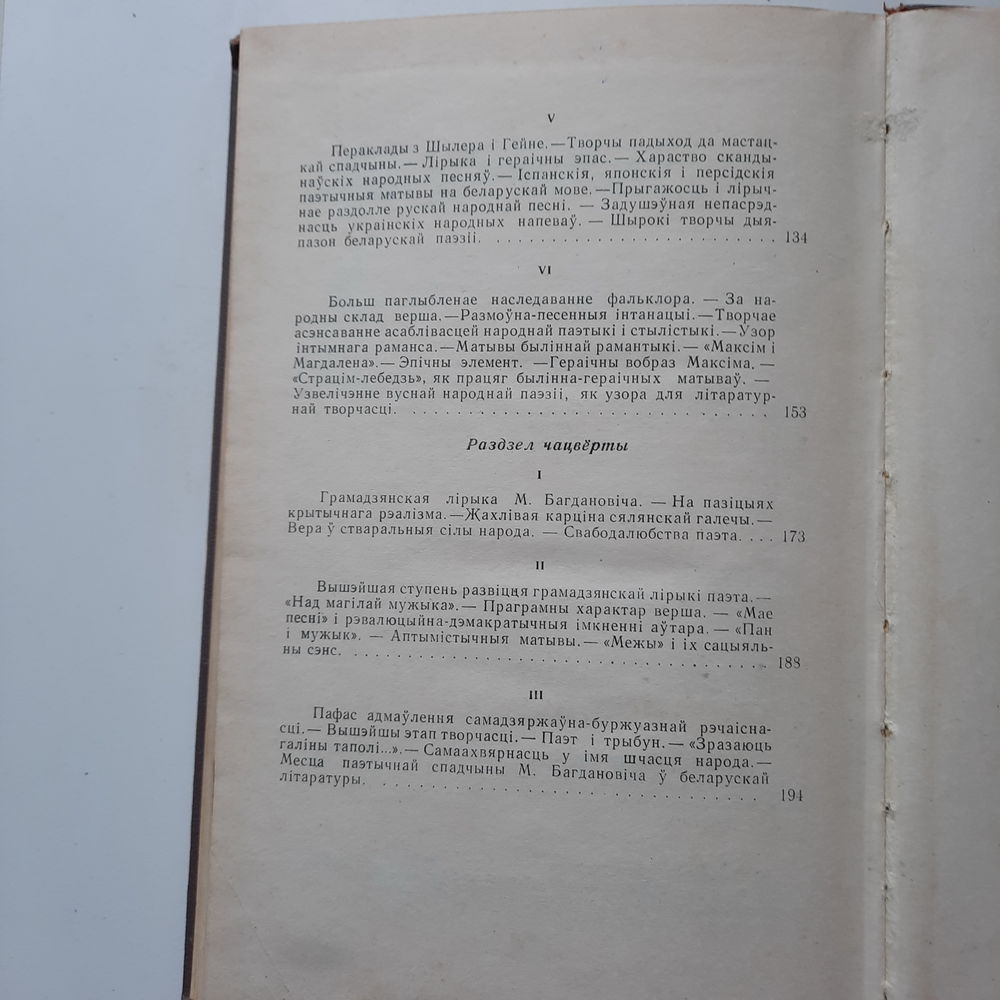 V
Пераклады з Шылера і Гейне.—Творчы падыход да мастац-
кай спадчыны.— Лірыка і гераічны эпас.— Хараство сканды-
наўскіх народных песняў.— Іспанскія, японскія і персідскія
паэтычныя матывы на беларускай мове.—Прыгажосць і лірыч-
нае раздолле рускай народнай песні. — Задушэўная непасрэд-
насць украінскіх народных напеваў. — Шырокі творчы дыя-
пазон беларускай паэзіі. . . . . . . . . . . . . . . . . . . . . . 134
VI
Больш паглыбленае наследаванне фальклора. — За на-
родны склад верша.—Размоўна-песенныя інтанацыі.—Творчае
асэнсаванне асаблівасцей народнай паэтыкі і стылістыкі.—Узор
інтымнага раманса.—Матывы быліннай рамантыкі.— «Максім і
Магдалена».— Эпічны элемент. —Гераічны вобраз Максіма. —
«Страцім-лебедзь», як працяг былінна-гераічных матываў. —
Узвелічэнне вуснай народнай паэзіі, як узора для літаратур-
най творчасці. . . . . . . . . . . . . . . . . . . . . . . . . . . . 153
Раздзел чацвёрты
I
Грамадзянская лірыка М. Багдановіча. — На пазіцыях
крытычнага рэалізма.—Жахлівая карціна сялянскай галечы.—
Вера ў стваральныя сілы народа. — Свабодалюбства паэта. . . . 173
II
Вышэйшая ступень развіцця грамадзянскай лірыкі паэта.—
«Над магілай мужыка».— Праграмны характар верша. — «Мае
песні» і рэвалюцыйна-дэмакратычныя імкненні аўтара. — «Пан
і мужык». — Аптымістычныя матывы.— «Межы» і іх сацыяль-
ны сэнс. . . . . . . . . . . . . . . . . . . . . . . . . . . . . . . 188
III
Пафас адмаўлення самадзяржаўна-буржуазнай рэчаісна-
сці.— Вышэйшы этап творчасці.— Паэт і трыбун.— «Зразаюць
галіны таполі...».— Самаахвярнасць у імя шчасця народа.—
Месца паэтычнай спадчыны М. Багдановіча ў беларускай
літаратуры. . . . . . . . . . . . . . . . . . . . . . . . . . . . . 194